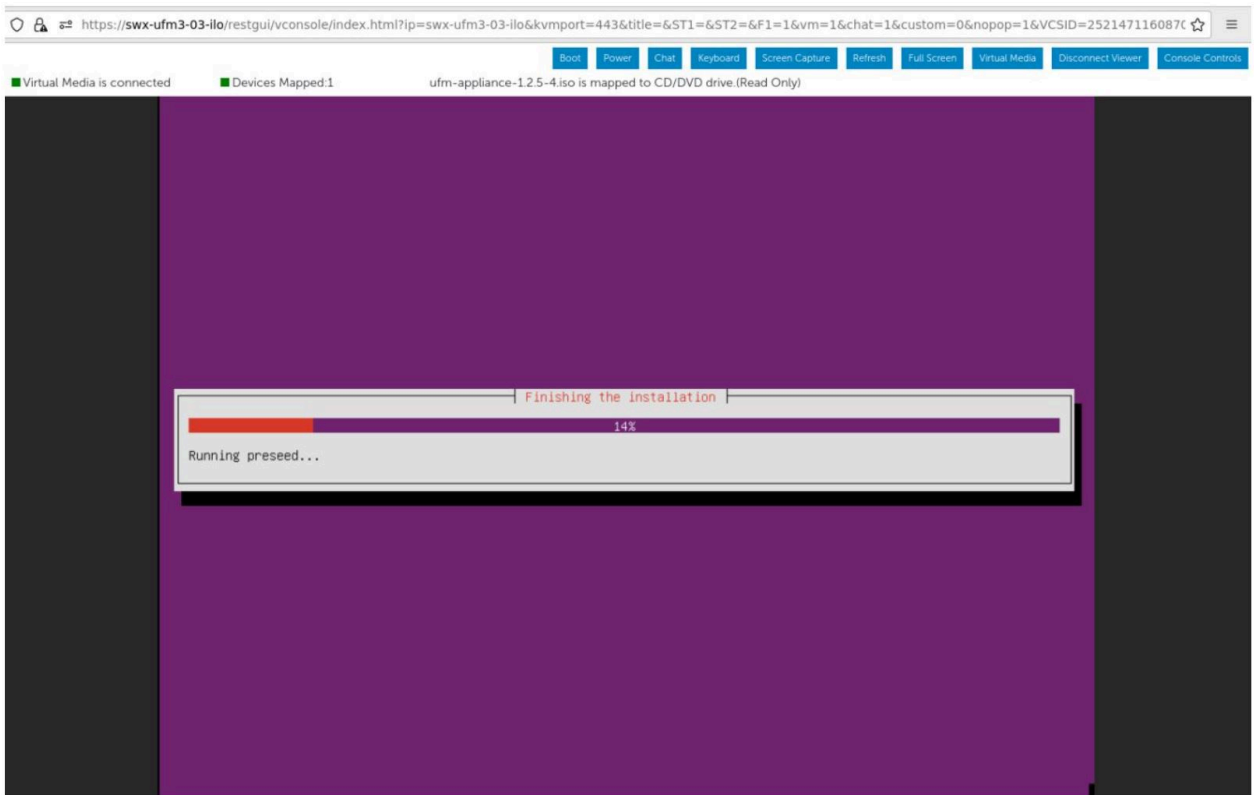 https://swx-ufm3-03-ilo/restgui/vconsole/index.html?ip=swx-ufm3-03-ilo&kvmport=443&title=&ST1=&ST2=&F1=1&vm=1&chat=1&custom=0&nopop=1&VCSID=252147116087(
Boot Power Chat Keyboard Screen Capture Refresh Full Screen Virtual Media Disconnect Viewer Console Controls
Virtual Media is connected Devices Mapped:1 ufm-appliance-1.2.5-4.iso is mapped to CD/DVD drive.(Read Only)
Finishing the installation
14%
Running preseed...